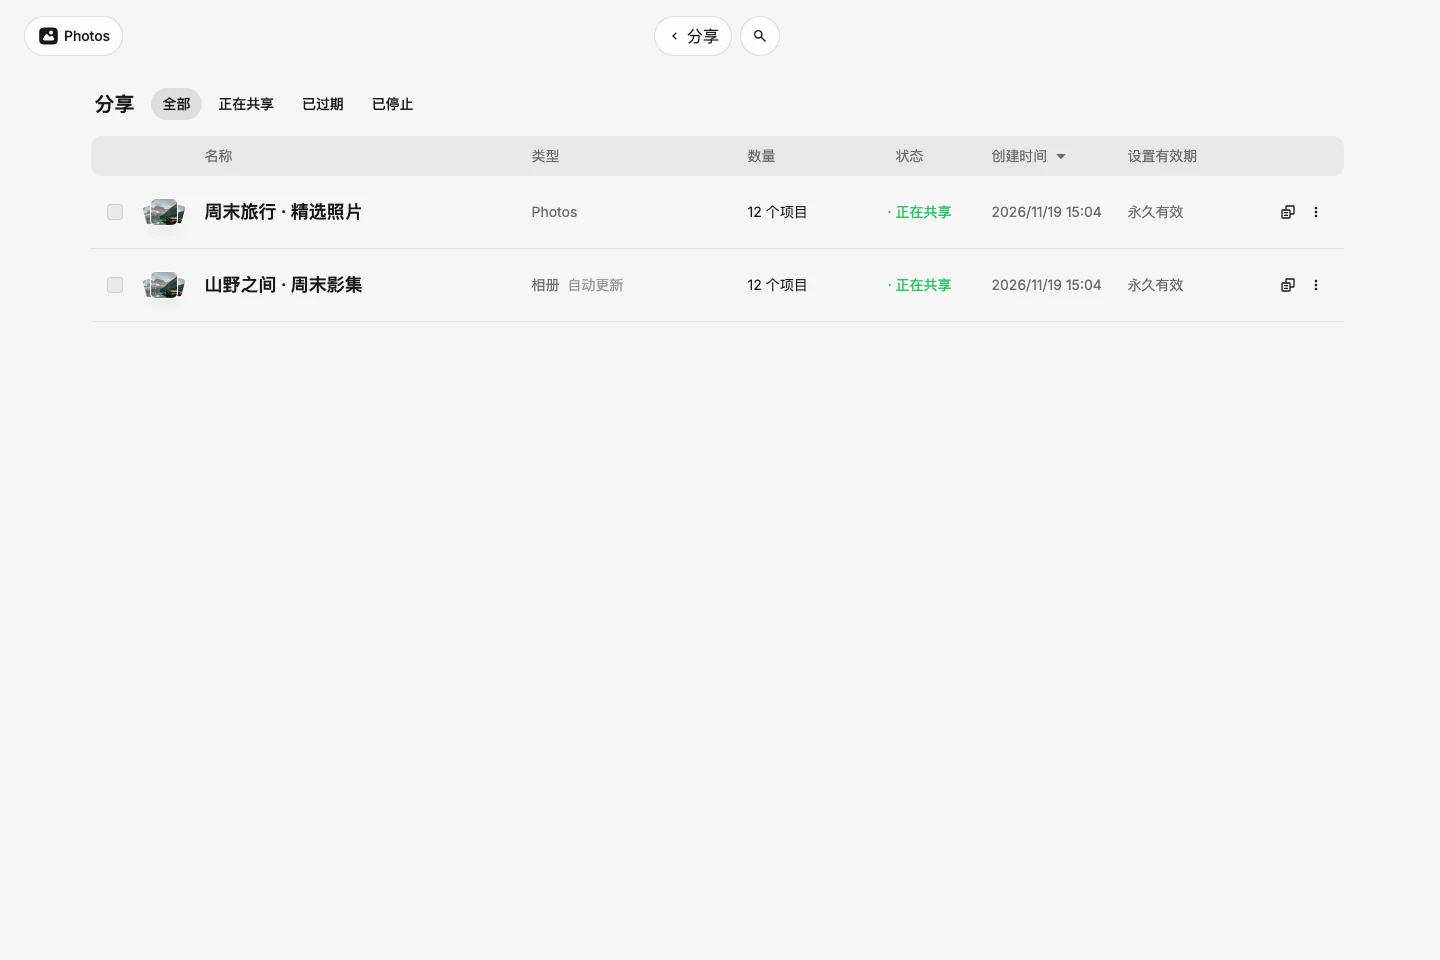 Photos
分享
分享 全部 正在共享 已过期 已停止
名称 类型 数量 状态 创建时间 设置有效期
周末旅行 · 精选照片 Photos 12 个项目 · 正在共享 2026/11/19 15:04 永久有效
山野之间 · 周末影集 相册 自动更新 12 个项目 · 正在共享 2026/11/19 15:04 永久有效